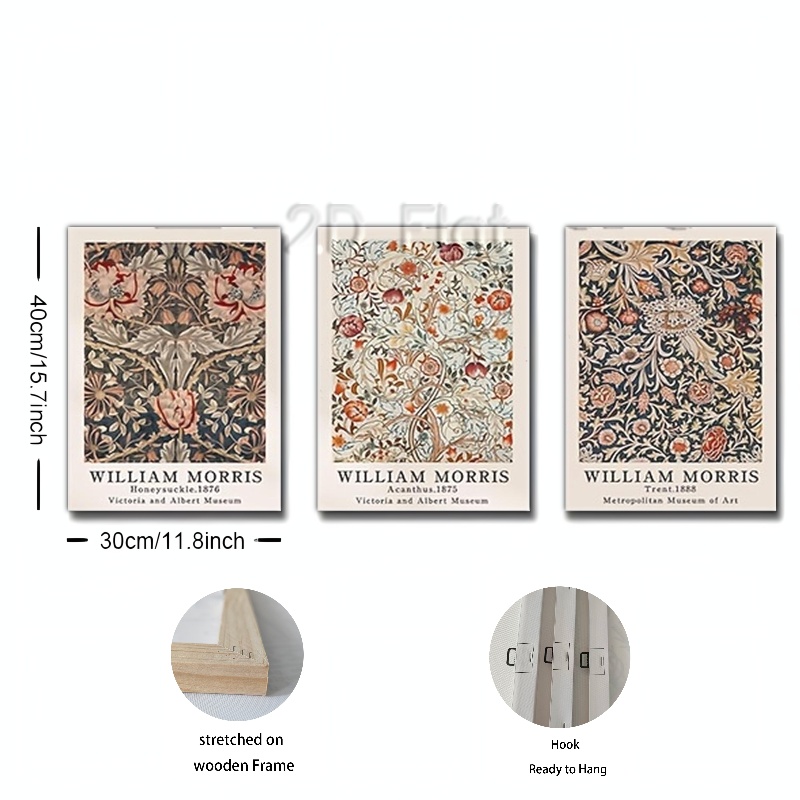 2D Flat
40cm/15.7inch
WILLIAM MORRIS
Honeysuckle.1876
Victoria and Albert Museum
WILLIAM MORRIS
Acanthus.1875
Victoria and Albert Museum
WILLIAM MORRIS
Trent.1888
Metropolitan Museum of Art
30cm/11.8inch
stretched on
wooden Frame
Hook
Ready to Hang